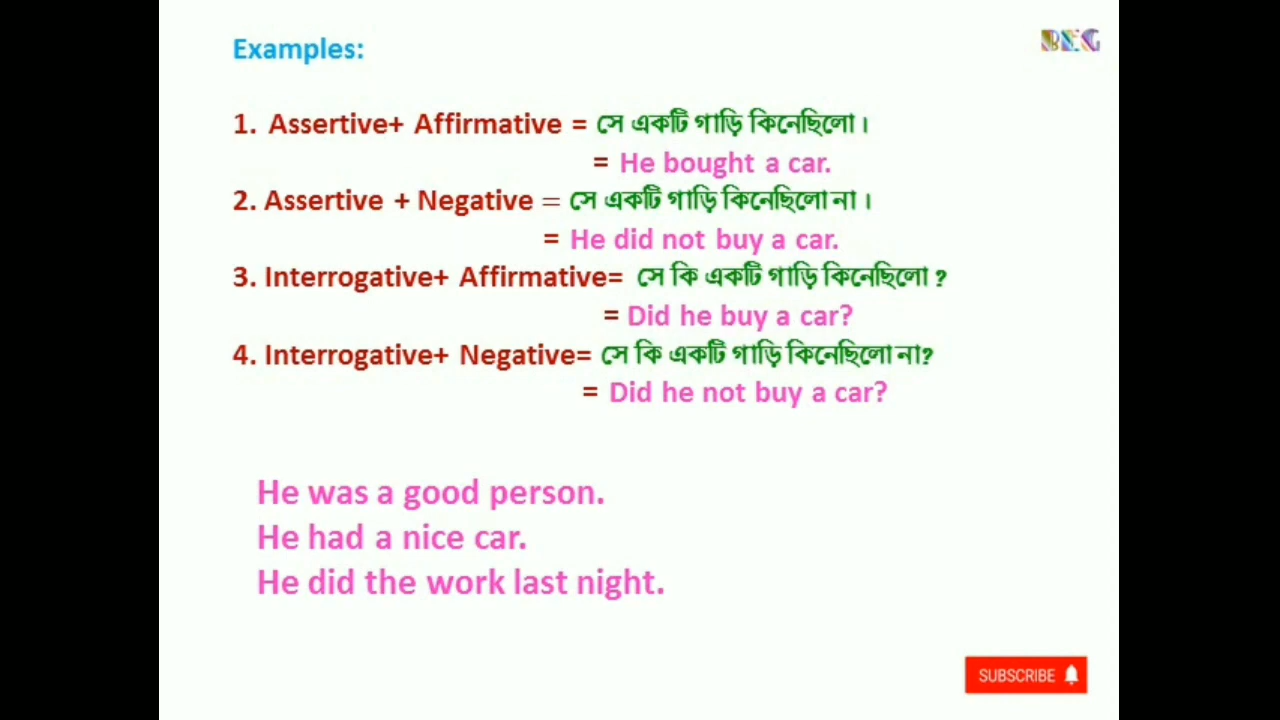 Examples:
BEG
1. Assertive+ Affirmative = সে একটি গাড়ি কিনেছিলো।
= He bought a car.
2. Assertive + Negative = সে একটি গাড়ি কিনেছিলো না।
= He did not buy a car.
3. Interrogative+ Affirmative= সে কি একটি গাড়ি কিনেছিলো ?
= Did he buy a car?
4. Interrogative+ Negative= সে কি একটি গাড়ি কিনেছিলো না?
= Did he not buy a car?
He was a good person.
He had a nice car.
He did the work last night.
SUBSCRIBE